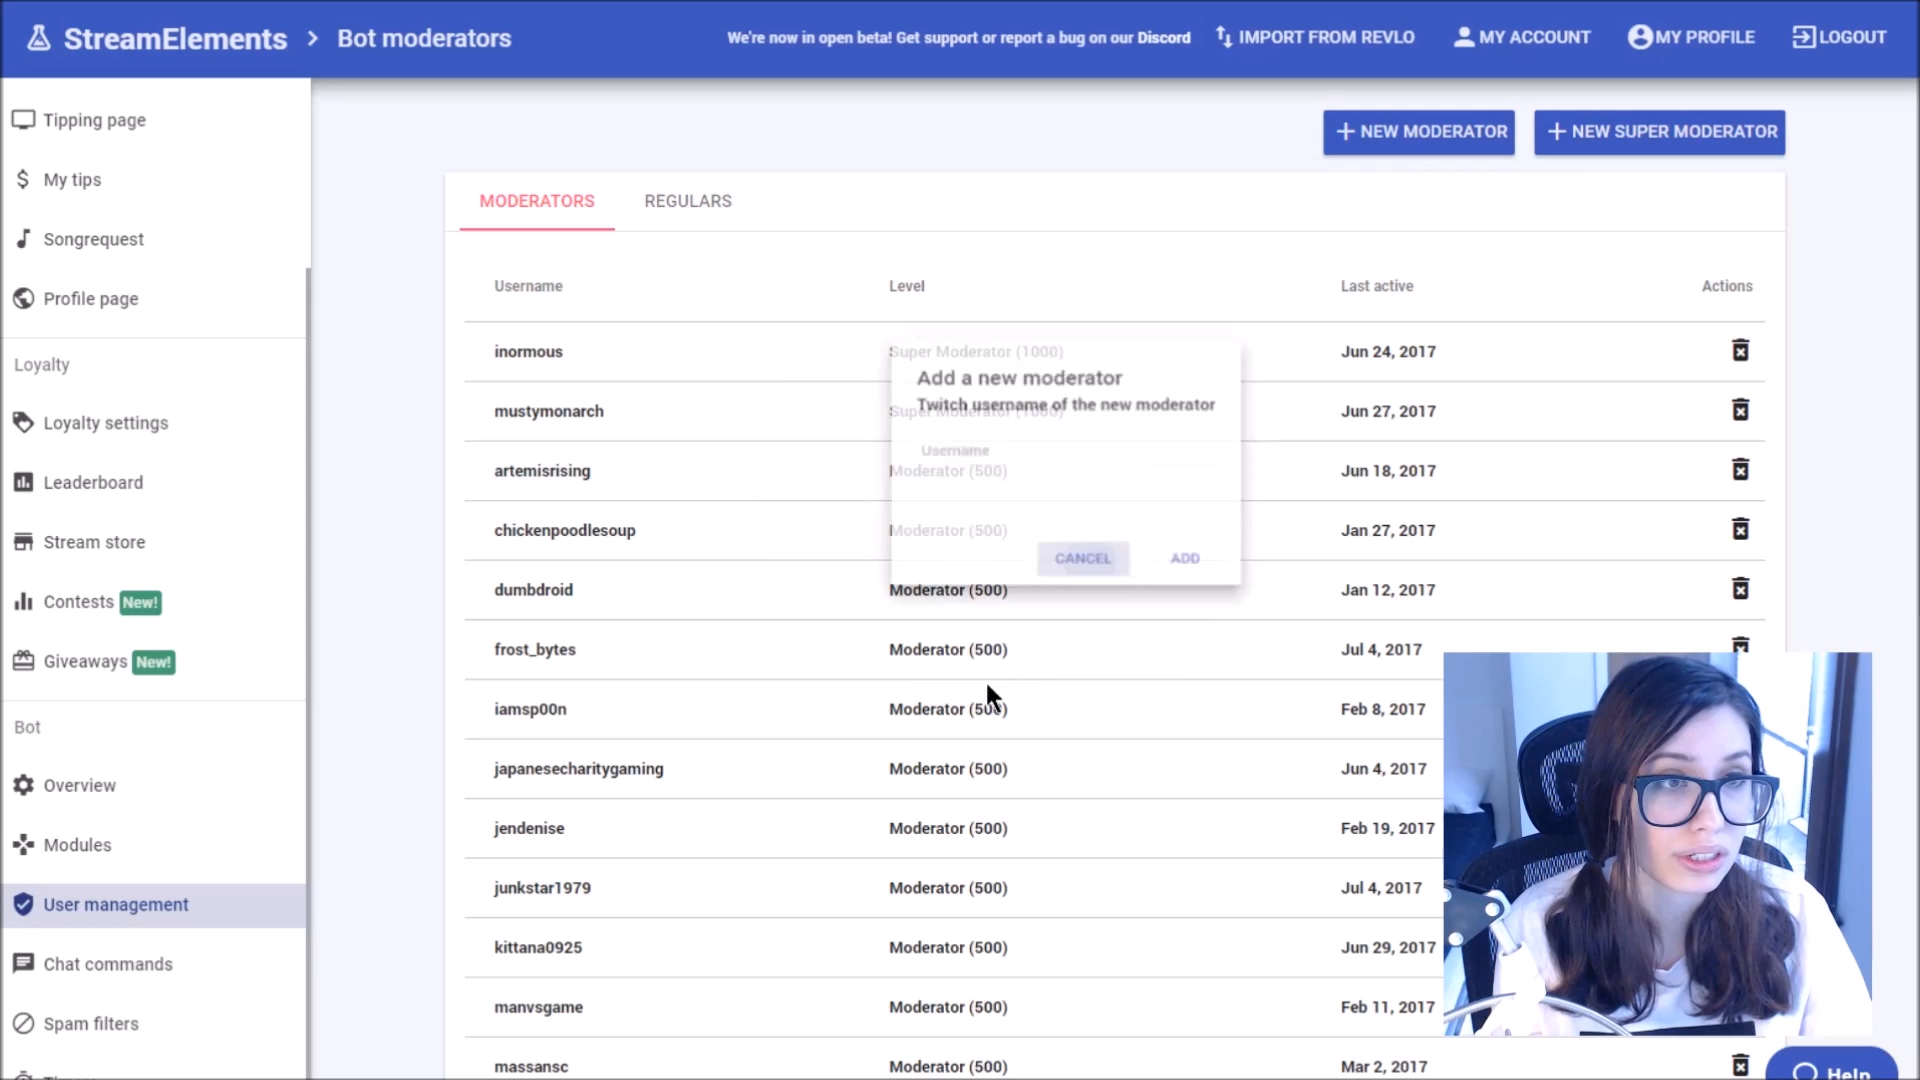 StreamElements > Bot moderators
We're now in open beta! Get support or report a bug on our Discord
IMPORT FROM REVLO
MY ACCOUNT
MY PROFILE
LOGOUT
Tipping page
My tips
Songrequest
Profile page
Loyalty
Loyalty settings
Leaderboard
Stream store
Contests New!
Giveaways New!
Bot
Overview
Modules
User management
Chat commands
Spam filters
+ NEW MODERATOR
+ NEW SUPER MODERATOR
MODERATORS REGULARS
Username Level Last active Actions
inormous Super Moderator (1000) Jun 24, 2017
mustymonarch Super Moderator (1000) Jun 27, 2017
artemisrising Moderator (500) Jun 18, 2017
chickenpoodlesoup Moderator (500) Jan 27, 2017
dumbdroid Moderator (500) Jan 12, 2017
frost_bytes Moderator (500) Jul 4, 2017
iamsp00n Moderator (500) Feb 8, 2017
japanesecharitygaming Moderator (500) Jun 4, 2017
jendenise Moderator (500) Feb 19, 2017
junkstar1979 Moderator (500) Jul 4, 2017
kittana0925 Moderator (500) Jun 29, 2017
manvsgame Moderator (500) Feb 11, 2017
massansc Moderator (500) Mar 2, 2017
Add a new moderator
Twitch username of the new moderator
Username
CANCEL ADD
Help